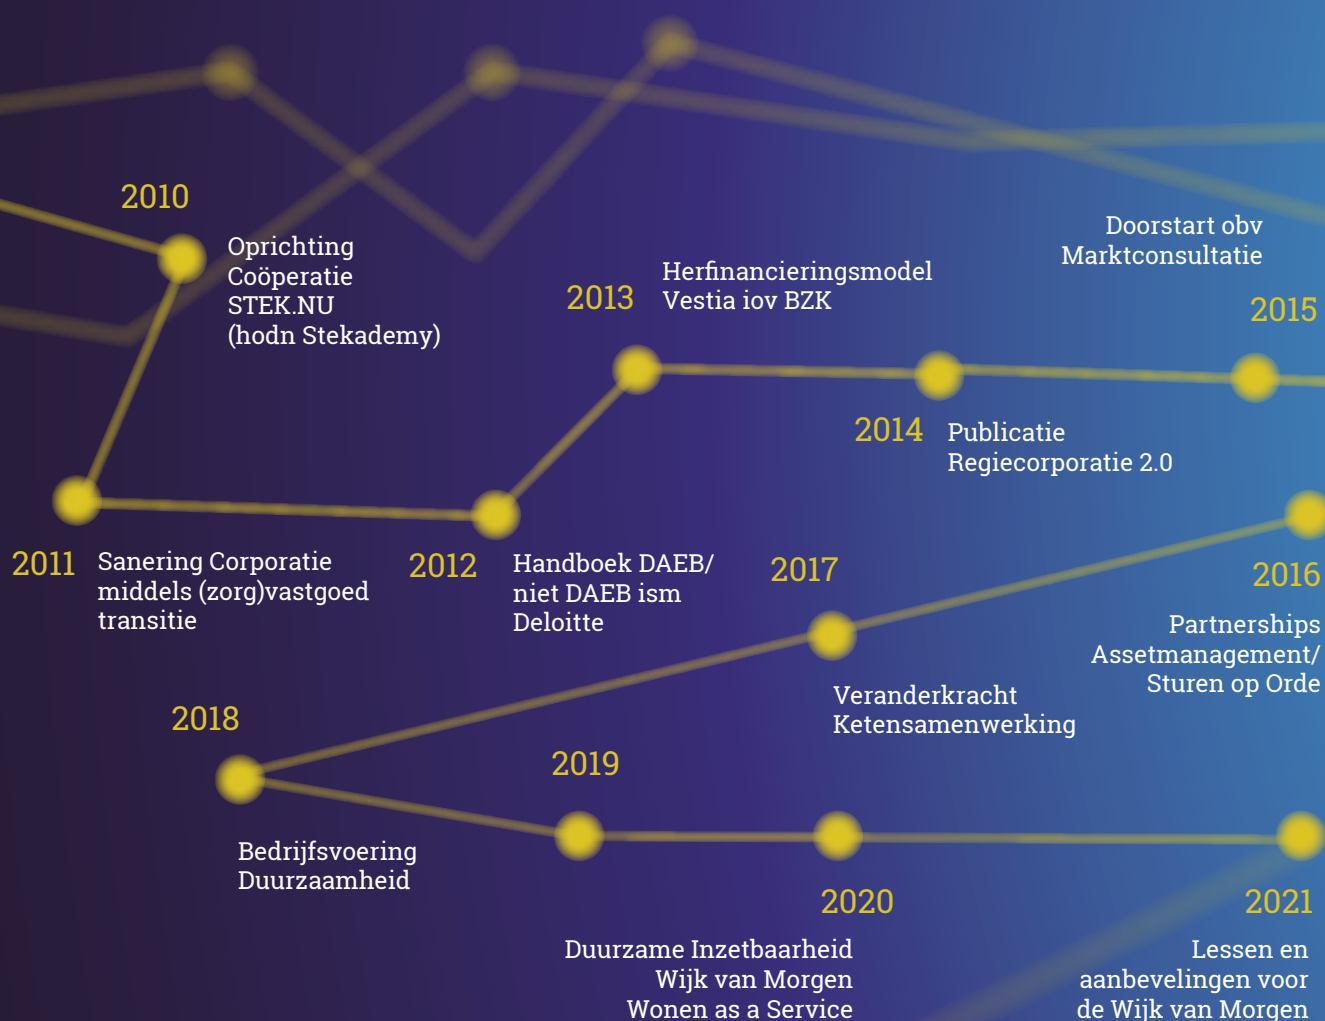 2010
Oprichting
Coöperatie
STEK.NU
(hodn Stekademy)
2011
Sanering Corporatie
middels (zorg)vastgoed
transitie
2012
Handboek DAEB/
niet DAEB ism
Deloitte
2013
Herfinancieringsmodel
Vestia iov BZK
2014
Publicatie
Regiecorporatie 2.0
Doorstart obv
Marktconsultatie
2015
2016
Partnerships
Assetmanagement/
Sturen op Orde
2017
Veranderkracht
Ketensamenwerking
2018
Bedrijfsvoering
Duurzaamheid
2019
2020
Duurzame Inzetbaarheid
Wijk van Morgen
Wonen as a Service
2021
Lessen en
aanbevelingen voor
de Wijk van Morgen